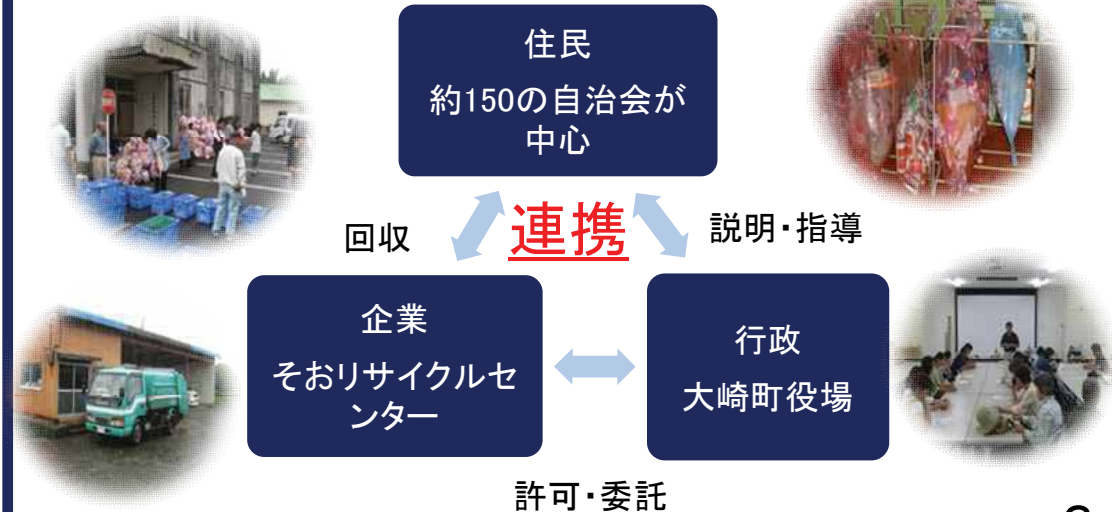 住民
約150の自治会が
中心
回収
連携
説明・指導
企業
そおリサイクルセ
ンター
行政
大崎町役場
許可・委託